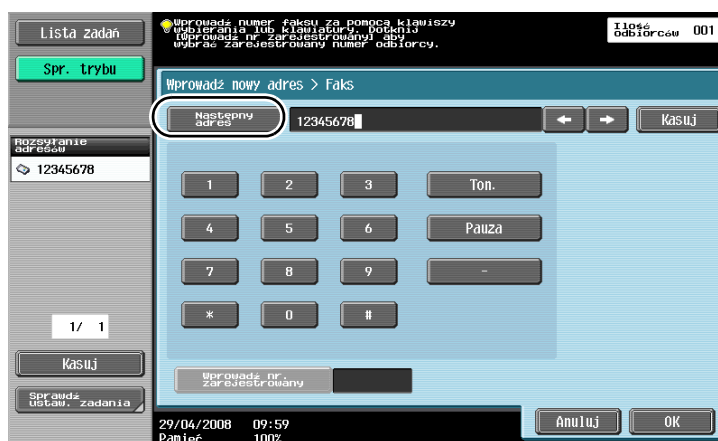 Lista zadań
Spr. trybu
Wprowadź numer faksu za pomocą klawiszy
wybierania lub klawiatury. Dotknij
[Wprowadź nr zarejestrowany] aby
wybrać zarejestrowany numer odbiorcy.
Ilość
odbiorców 001
Wprowadź nowy adres > Faks
Następny
adres
12345678
Kasuj
Rozsyłanie
adresów
12345678
1 2 3 Ton.
4 5 6 Pauza
7 8 9 -
* 0 #
1/ 1
Kasuj
Wprowadź nr.
zarejestrowany
Sprawdź
ustaw. zadania
29/04/2008 09:59
Pamięć 100%
Anuluj OK